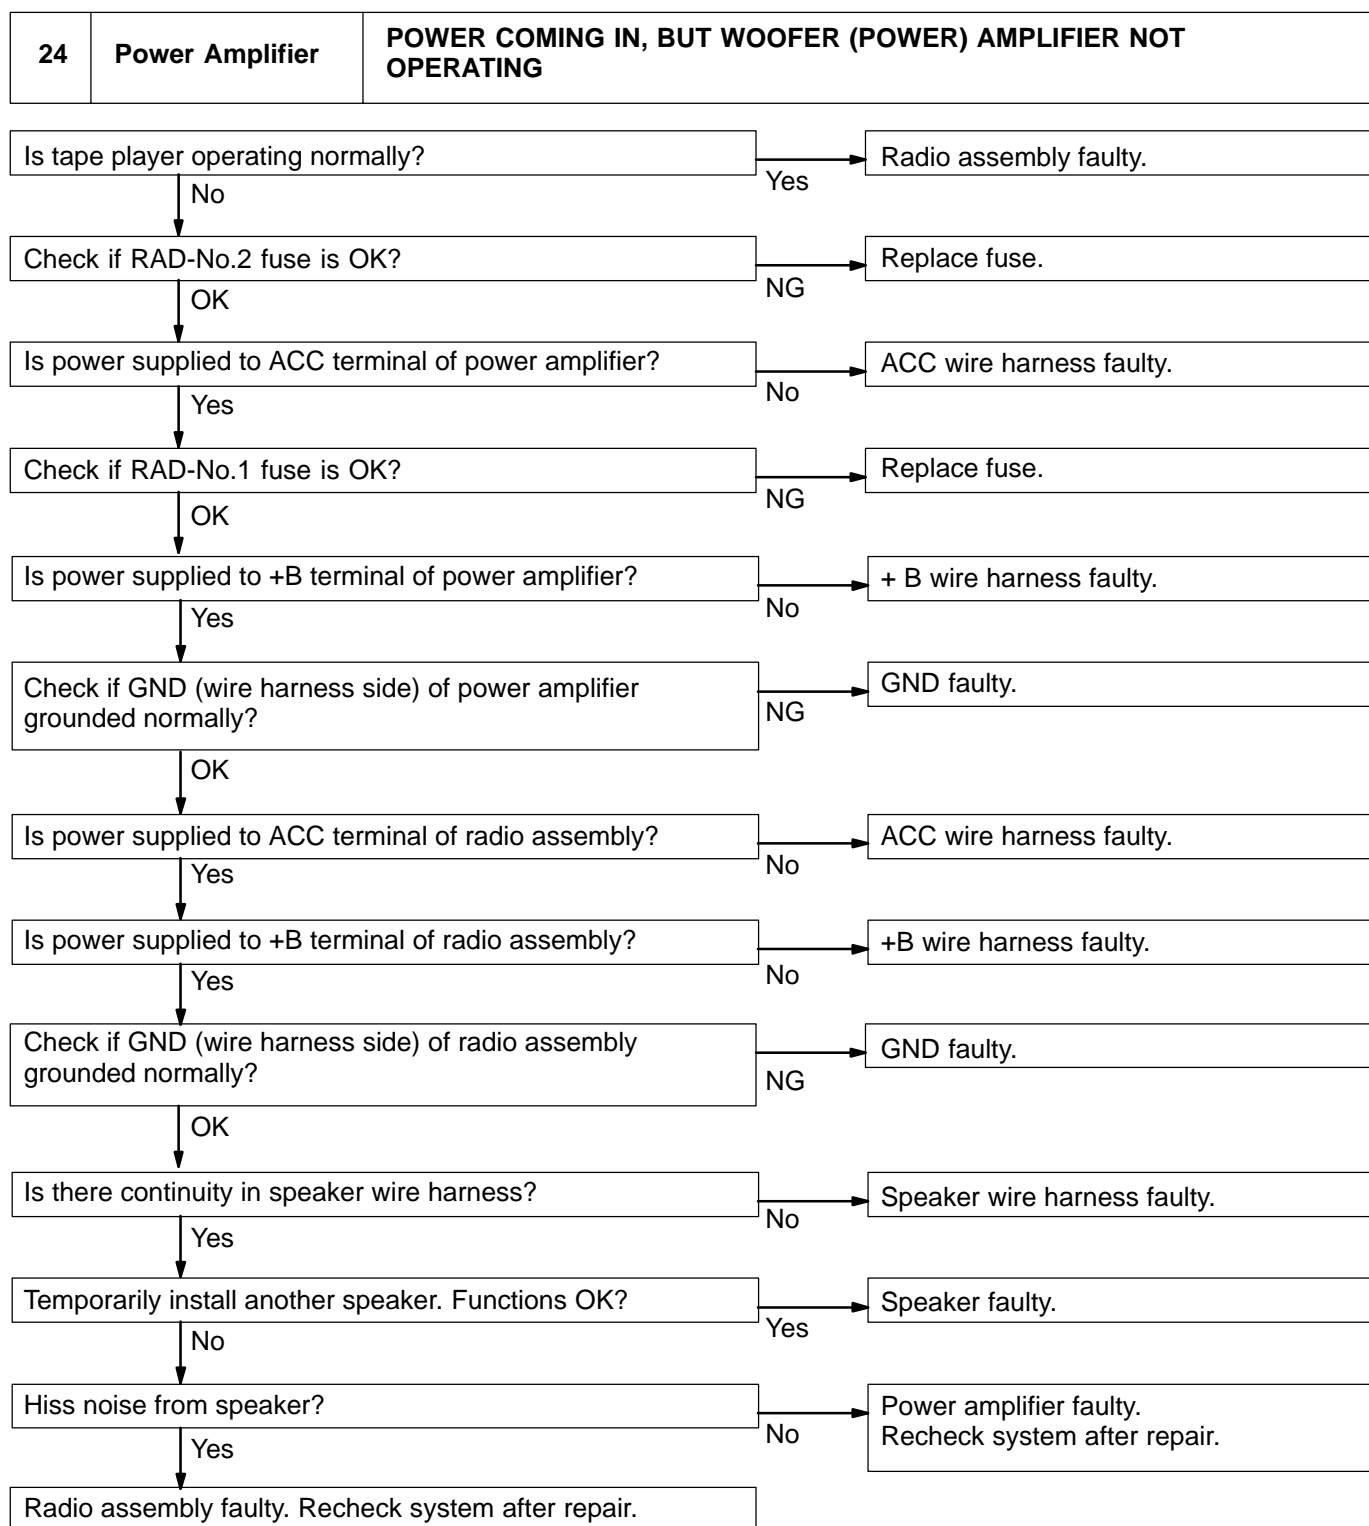 24
Power Amplifier
POWER COMING IN, BUT WOOFER (POWER) AMPLIFIER NOT
OPERATING
Is tape player operating normally?
Yes
Radio assembly faulty.
No
Check if RAD-No.2 fuse is OK?
NG
Replace fuse.
OK
Is power supplied to ACC terminal of power amplifier?
No
ACC wire harness faulty.
Yes
Check if RAD-No.1 fuse is OK?
NG
Replace fuse.
OK
Is power supplied to +B terminal of power amplifier?
No
+ B wire harness faulty.
Yes
Check if GND (wire harness side) of power amplifier
grounded normally?
NG
GND faulty.
OK
Is power supplied to ACC terminal of radio assembly?
No
ACC wire harness faulty.
Yes
Is power supplied to +B terminal of radio assembly?
No
+B wire harness faulty.
Yes
Check if GND (wire harness side) of radio assembly
grounded normally?
NG
GND faulty.
OK
Is there continuity in speaker wire harness?
No
Speaker wire harness faulty.
Yes
Temporarily install another speaker. Functions OK?
Yes
Speaker faulty.
No
Hiss noise from speaker?
No
Power amplifier faulty.
Recheck system after repair.
Yes
Radio assembly faulty. Recheck system after repair.